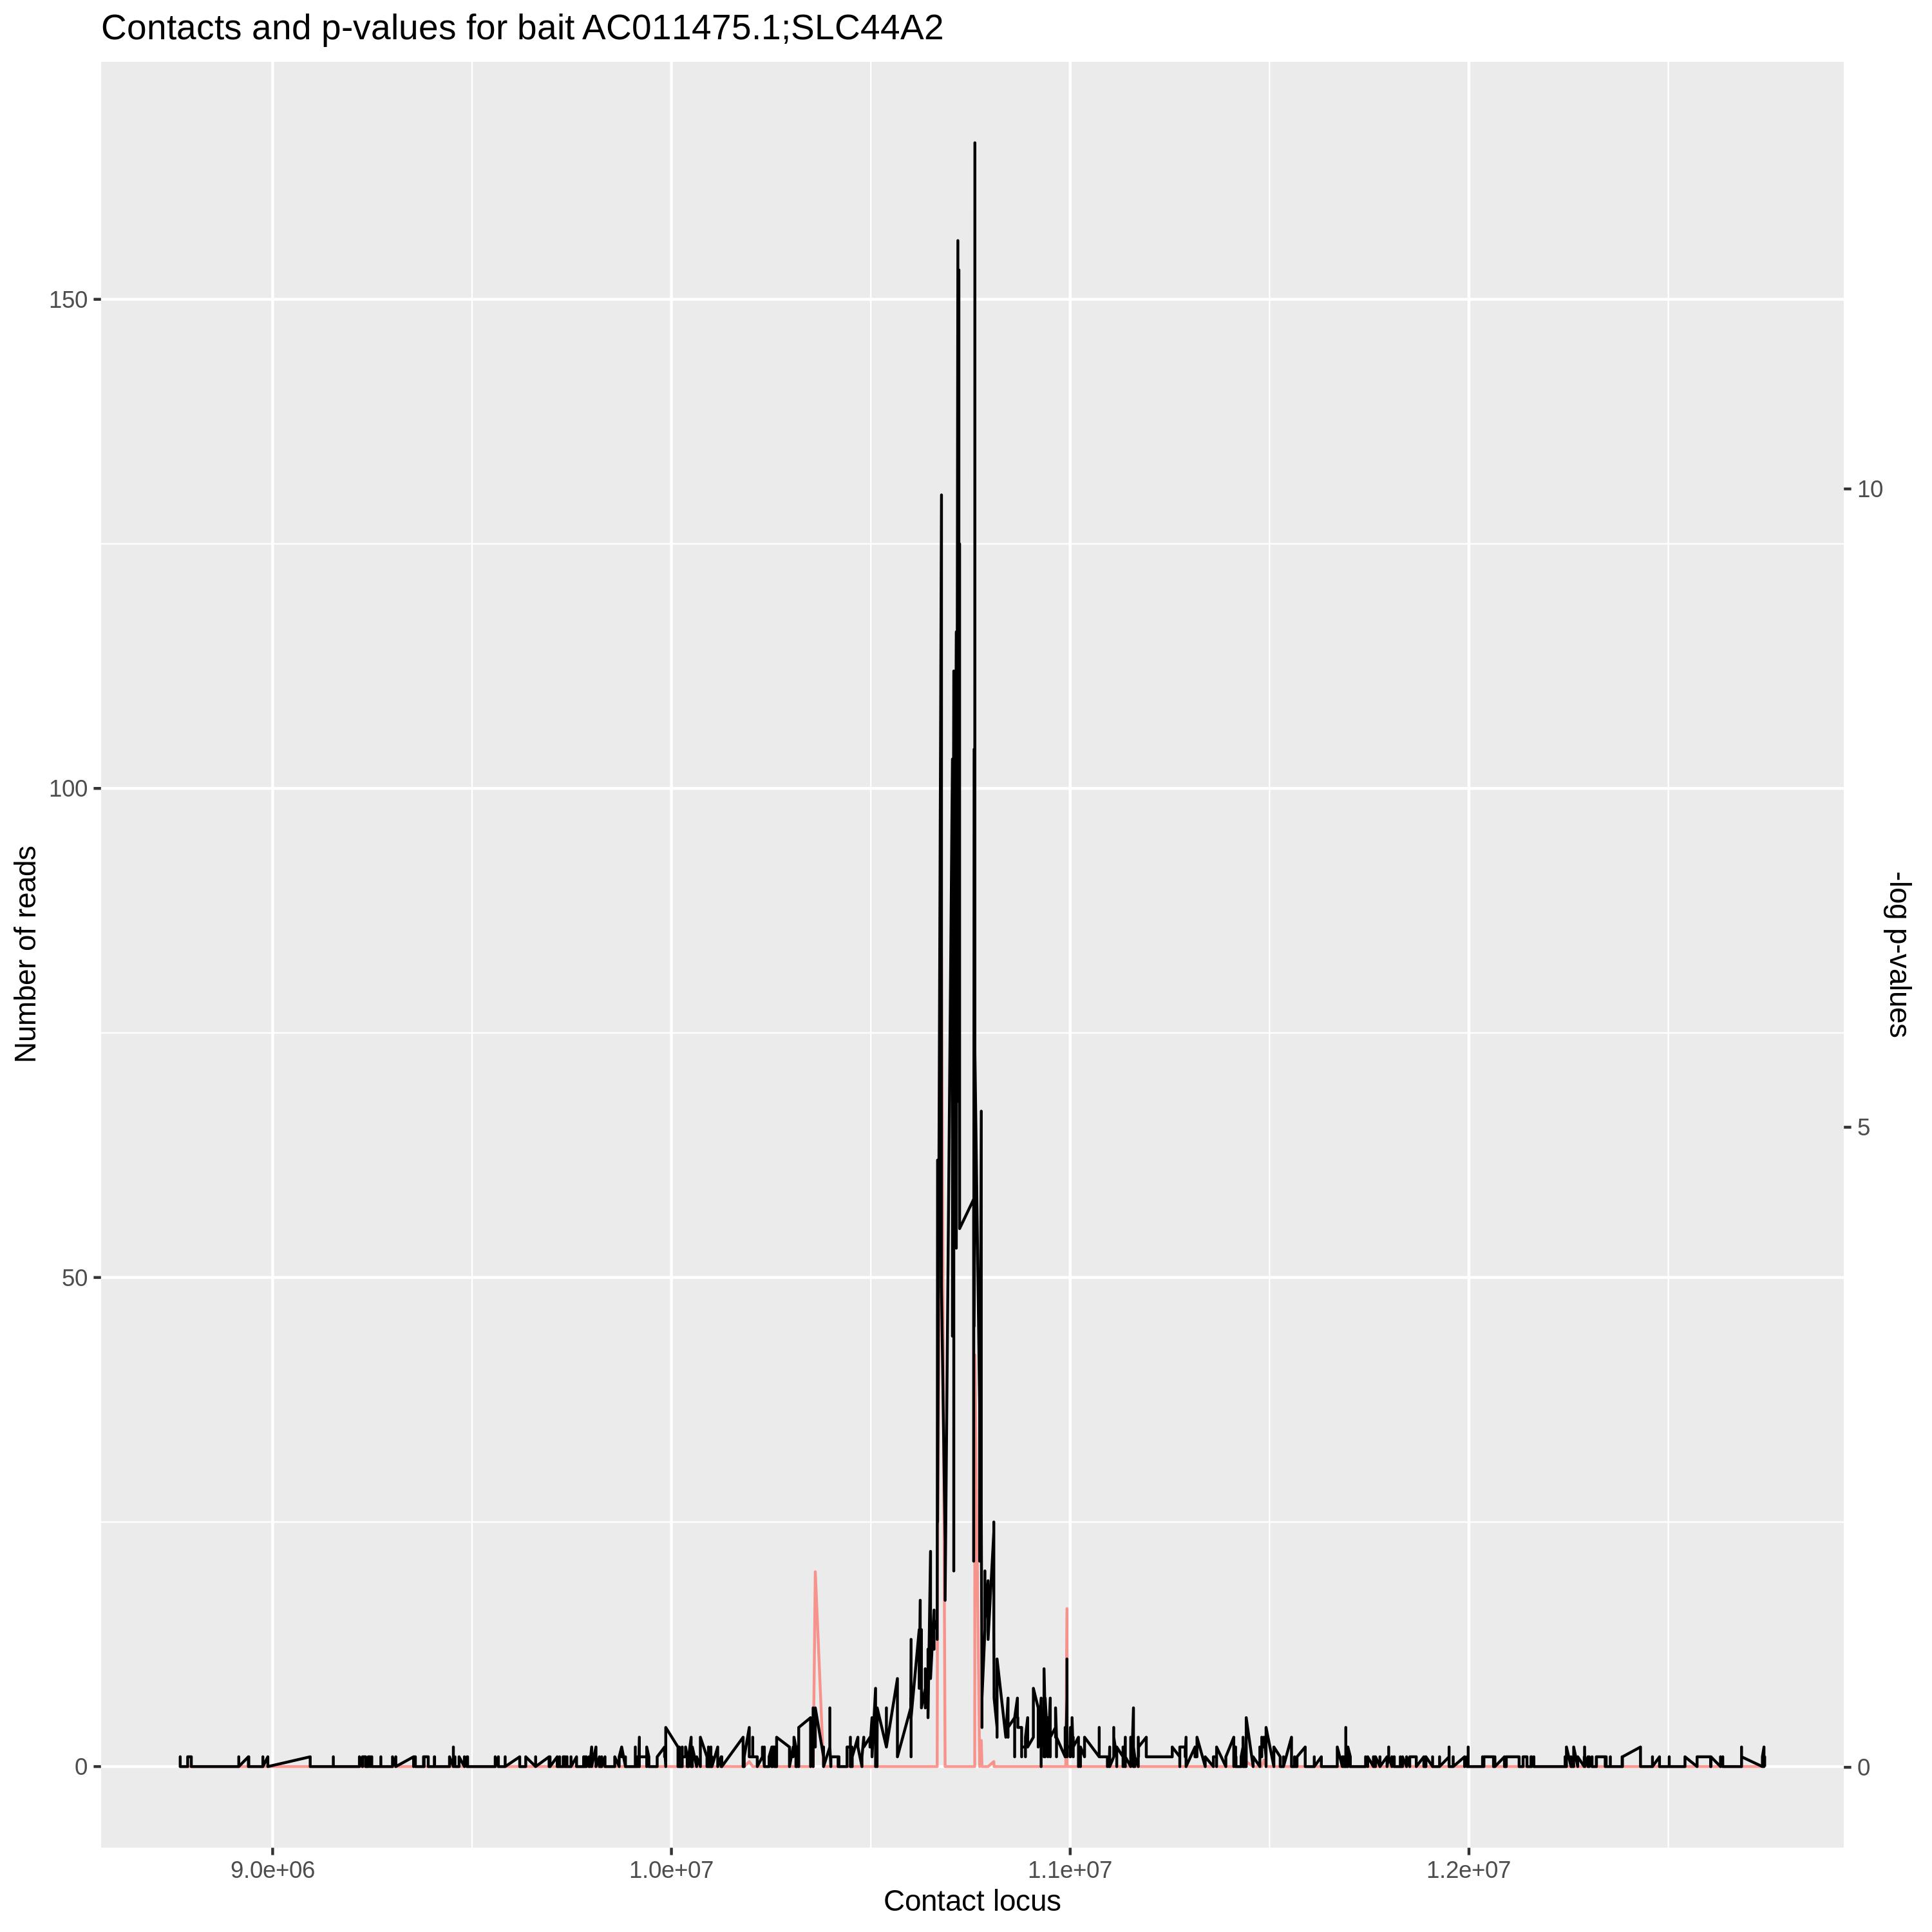 Contacts and p-values for bait AC011475.1;SLC44A2
150
100
50
0
Number of reads
10
5
0
-log p-values
9.0e+06
1.0e+07
1.1e+07
1.2e+07
Contact locus